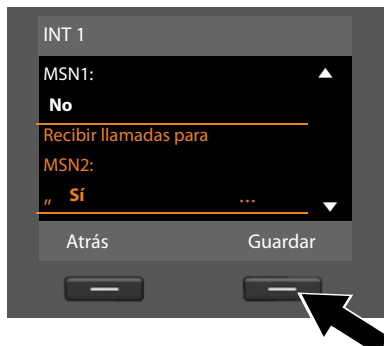 INT 1
MSN1:
No
Recibir llamadas para
MSN2:
„ Sí ...
Atrás Guardar